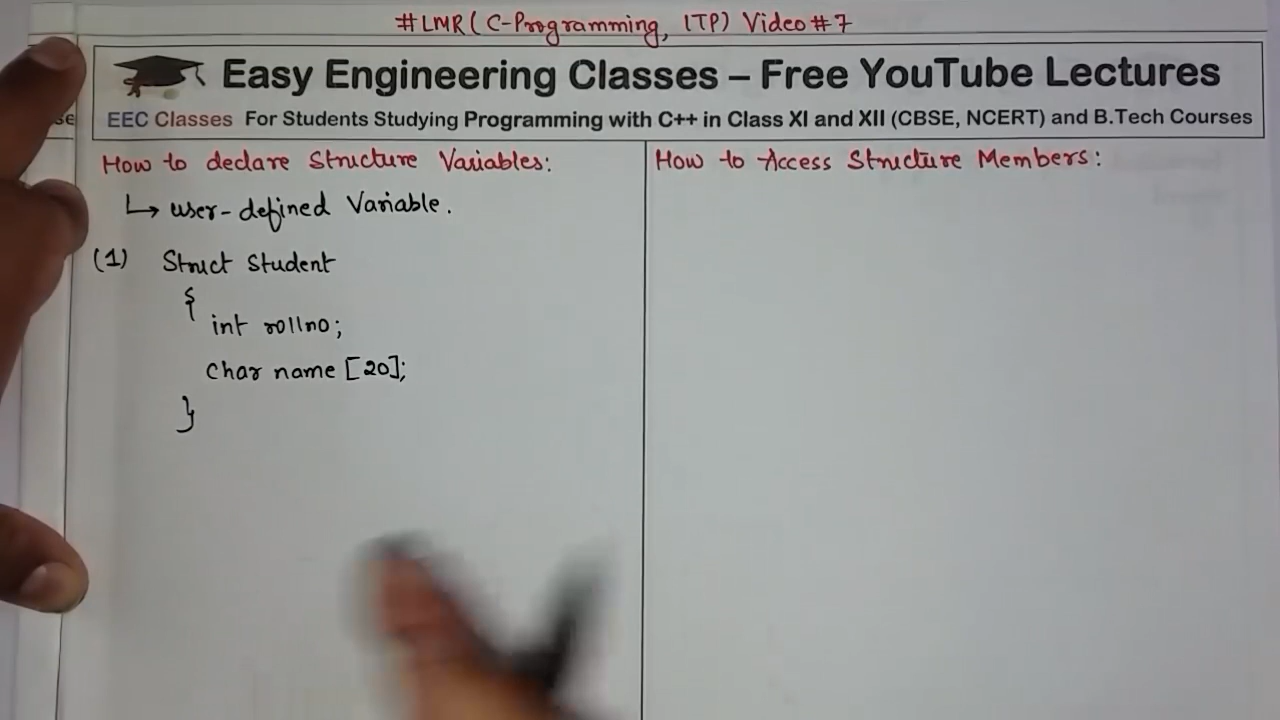 #LMR ( C-Programming, ITP) Video #7
Easy Engineering Classes – Free YouTube Lectures
se
EEC Classes For Students Studying Programming with C++ in Class XI and XII (CBSE, NCERT) and B.Tech Courses
How to declare Structure Variables:
↳ user-defined Variable.
(1) Struct Student
{
int rollno;
char name [20];
}
How to Access Structure Members: